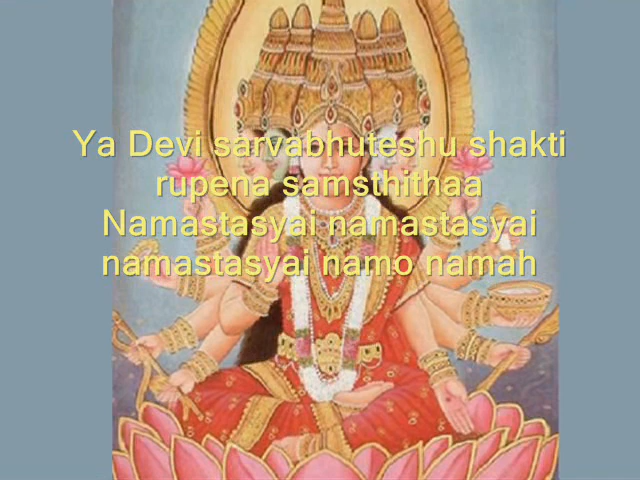 Ya Devi sarvabhuteshu shakti
rupena samsthithaa
Namastasyai namastasyai
namastasyai namo namah